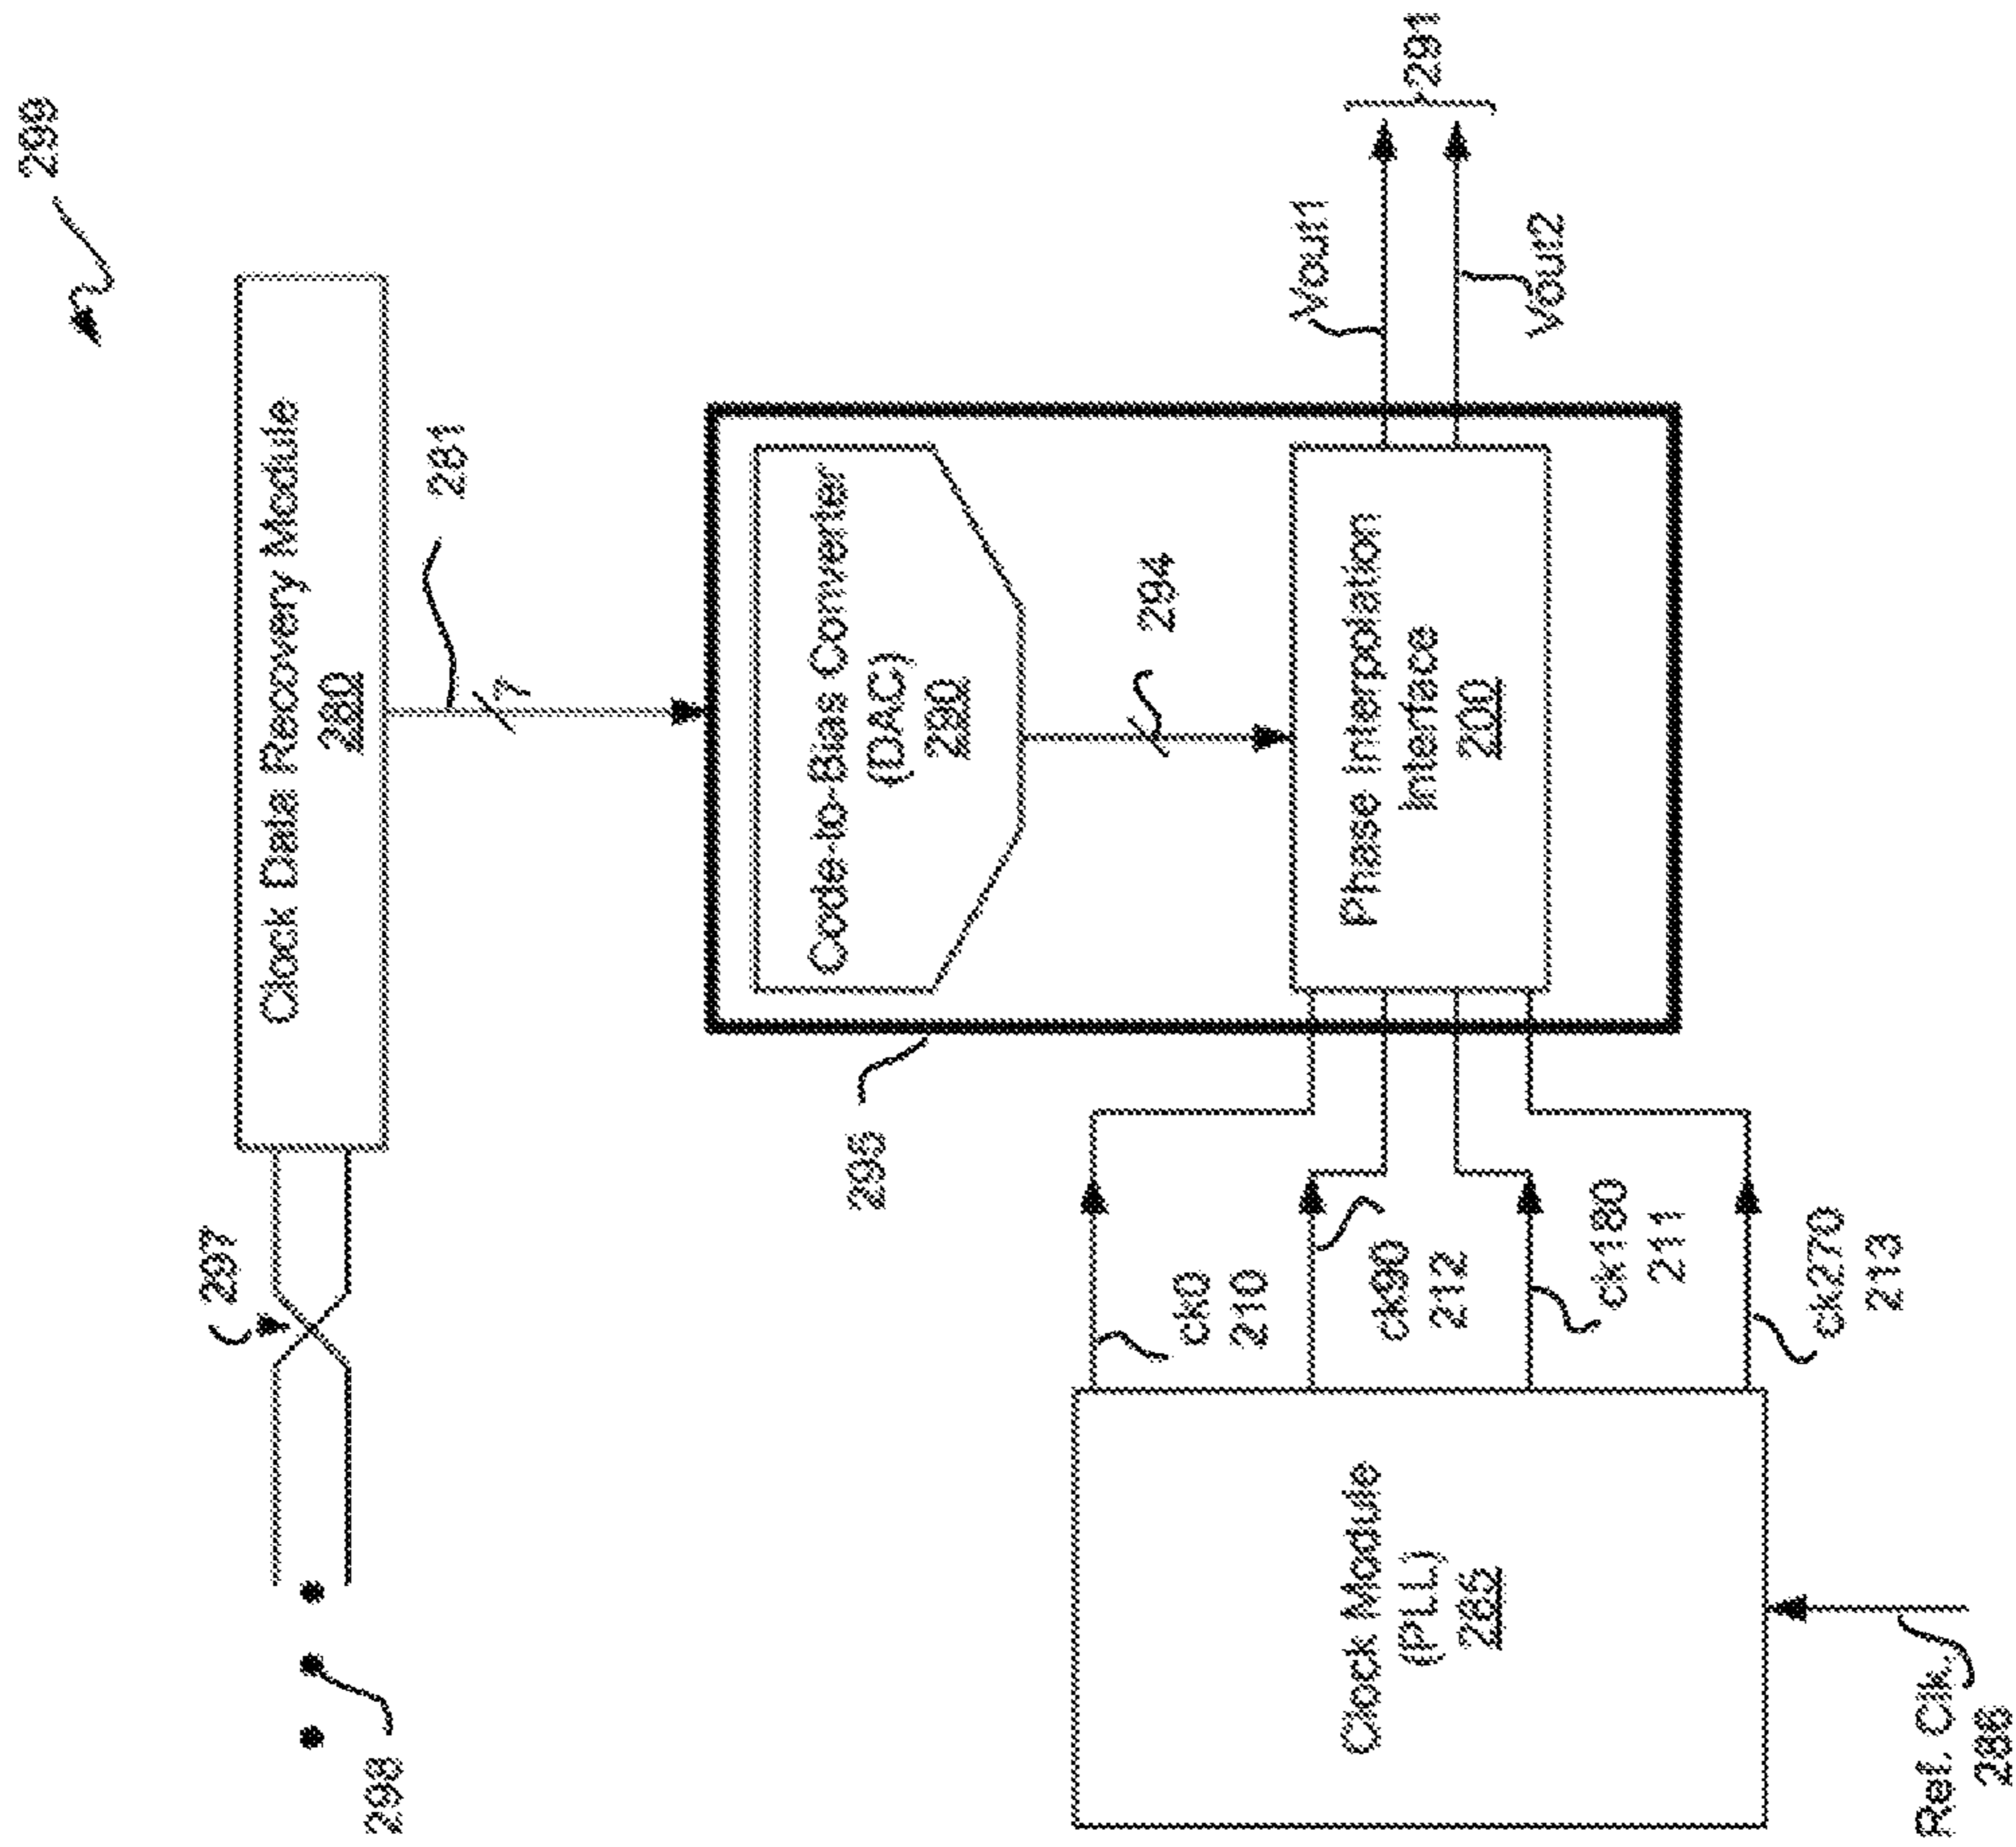 299
297
298
Clock Data Recovery Module
280
281
7
295
Code-to-Bias Converter
(DAC)
290
294
Phase Interpolation
Interface
200
Vout1
Vout2
291
ck0
210
ck90
212
ck180
211
ck270
213
Clock Module
(PLL)
285
Ref. Clk.
286